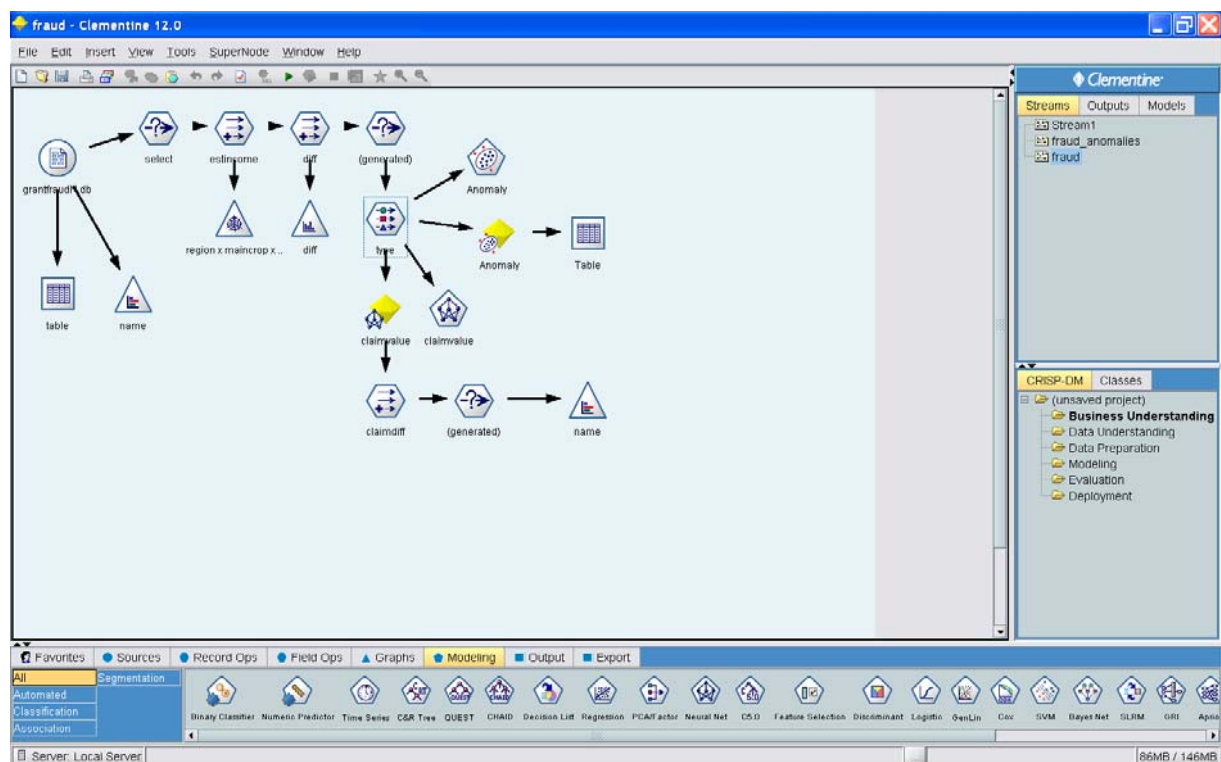 fraud - Clementine 12.0
File Edit Insert View Tools SuperNode Window Help
Clementine
Streams Outputs Models
Stream1
fraud_anomalies
fraud
select estincome diff (generated)
Anomaly
region x maincrop x .. diff type
Anomaly Table
table name
claimvalue claimvalue
claimdiff (generated) name
CRISP-DM Classes
(unsaved project)
Business Understanding
Data Understanding
Data Preparation
Modeling
Evaluation
Deployment
Favorites Sources Record Ops Field Ops Graphs Modeling Output Export
All Segmentation
Automated
Classification
Association
Binary Classifier Numeric Predictor Time Series C&R Tree QUEST CHAID Decision List Regression PCA/Factor Neural Net C5.0 Feature Selection Discriminant Logistic GenLin Cox SVM Bayes Net SLRM
Server: Local Server 86MB / 146MB